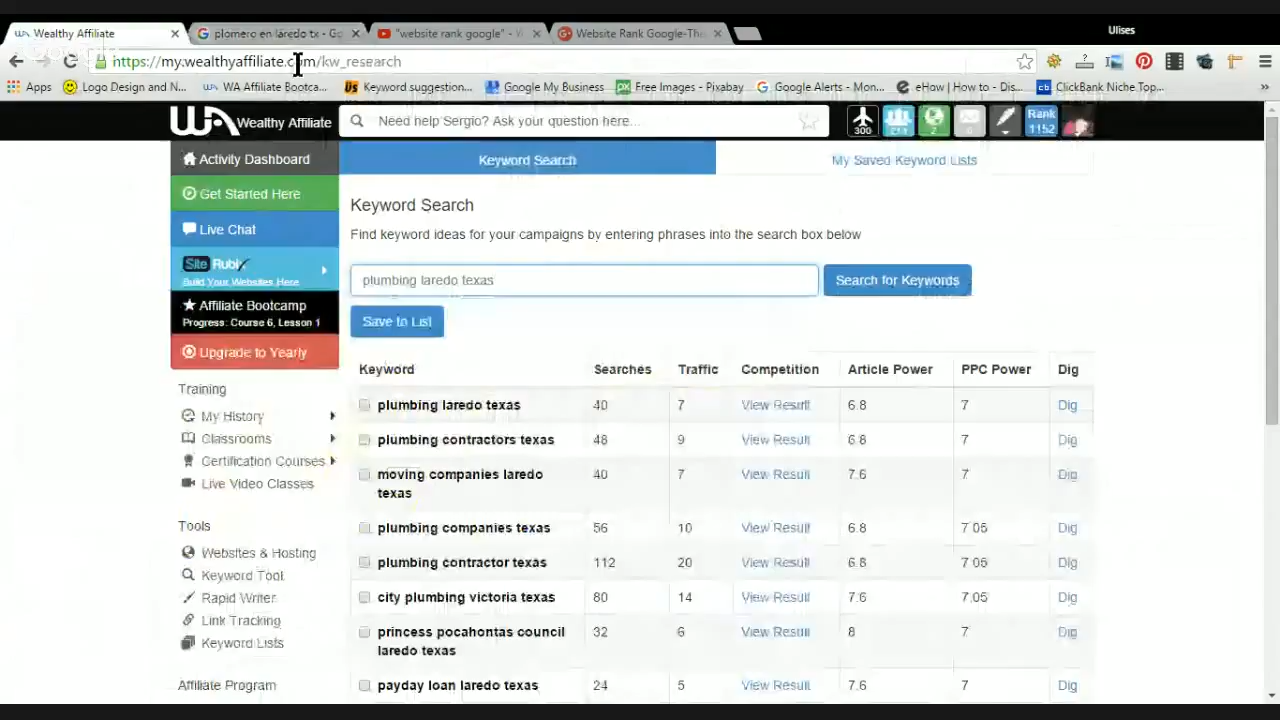 Ulises
Wealthy Affiliate
plomero en laredo tx - Go
"website rank google" - Y
Website Rank Google-The
https://my.wealthyaffiliate.com/kw_research
Apps
Logo Design and N...
WA Affiliate Bootca...
Keyword suggestion...
Google My Business
Free Images - Pixabay
Google Alerts - Mon...
eHow | How to - Dis...
ClickBank Niche Top...
WA Wealthy Affiliate
Need help Sergio? Ask your question here...
300
2
Rank
1152
Activity Dashboard
Get Started Here
Live Chat
Site Rubix
Build Your Websites Here
Affiliate Bootcamp
Progress: Course 6, Lesson 1
Upgrade to Yearly
Training
My History
Classrooms
Certification Courses
Live Video Classes
Tools
Websites & Hosting
Keyword Tool
Rapid Writer
Link Tracking
Keyword Lists
Affiliate Program
Keyword Search
My Saved Keyword Lists
Keyword Search
Find keyword ideas for your campaigns by entering phrases into the search box below
plumbing laredo texas
Search for Keywords
Save to List
Keyword Searches Traffic Competition Article Power PPC Power Dig
plumbing laredo texas 40 7 View Result 6.8 7 Dig
plumbing contractors texas 48 9 View Result 6.8 7 Dig
moving companies laredo texas 40 7 View Result 7.6 7 Dig
plumbing companies texas 56 10 View Result 6.8 7.05 Dig
plumbing contractor texas 112 20 View Result 6.8 7.05 Dig
city plumbing victoria texas 80 14 View Result 7.6 7.05 Dig
princess pocahontas council laredo texas 32 6 View Result 8 7 Dig
payday loan laredo texas 24 5 View Result 7.6 7 Dig